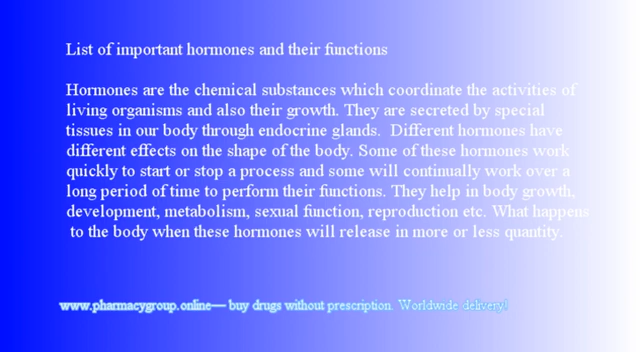 List of important hormones and their functions
Hormones are the chemical substances which coordinate the activities of
living organisms and also their growth. They are secreted by special
tissues in our body through endocrine glands. Different hormones have
different effects on the shape of the body. Some of these hormones work
quickly to start or stop a process and some will continually work over a
long period of time to perform their functions. They help in body growth,
development, metabolism, sexual function, reproduction etc. What happens
to the body when these hormones will release in more or less quantity.
www.pharmacygroup.online— buy drugs without prescription. Worldwide delivery!